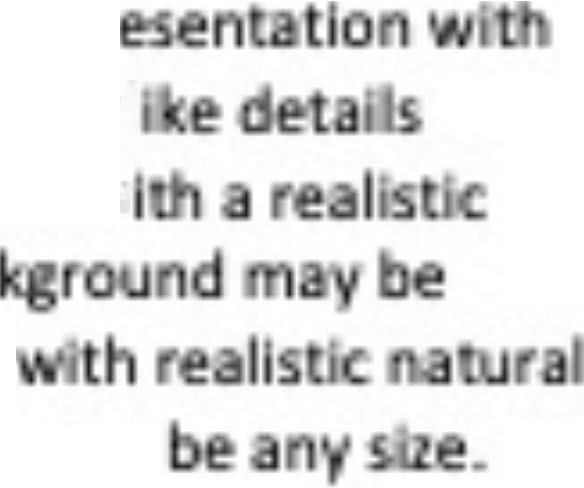 esentation with
ike details
ith a realistic
kground may be
with realistic natural
be any size.